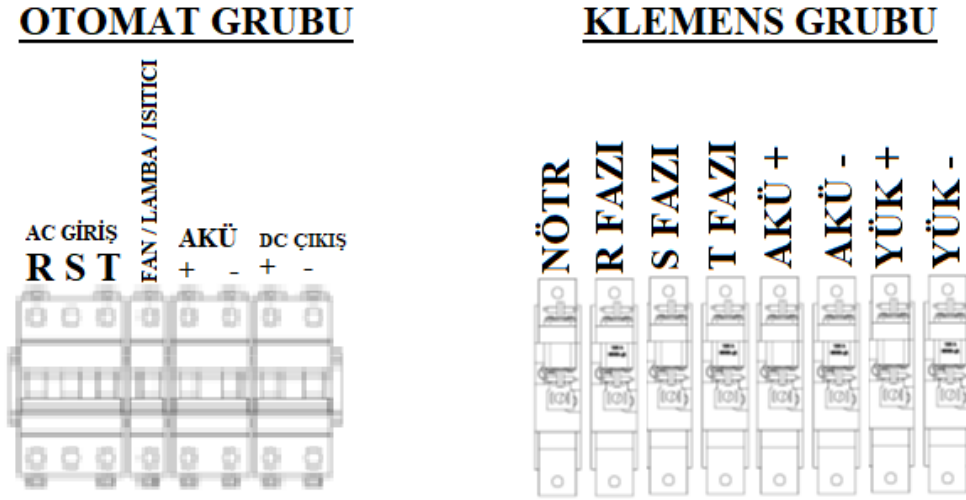 OTOMAT GRUBU
AC GİRİŞ
R S T
FAN / LAMBA / ISITICI
AKÜ
+ -
DC ÇIKIŞ
+ -
KLEMENS GRUBU
NÖTR
R FAZI
S FAZI
T FAZI
AKÜ +
AKÜ -
YÜK +
YÜK -